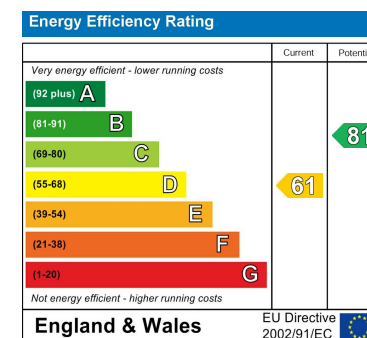 Energy Efficiency Rating
Current Potenti
Very energy efficient - lower running costs
(92 plus) A
(81-91) B
81
(69-80) C
(55-68) D
61
(39-54) E
(21-38) F
(1-20) G
Not energy efficient - higher running costs
England & Wales
EU Directive
2002/91/EC